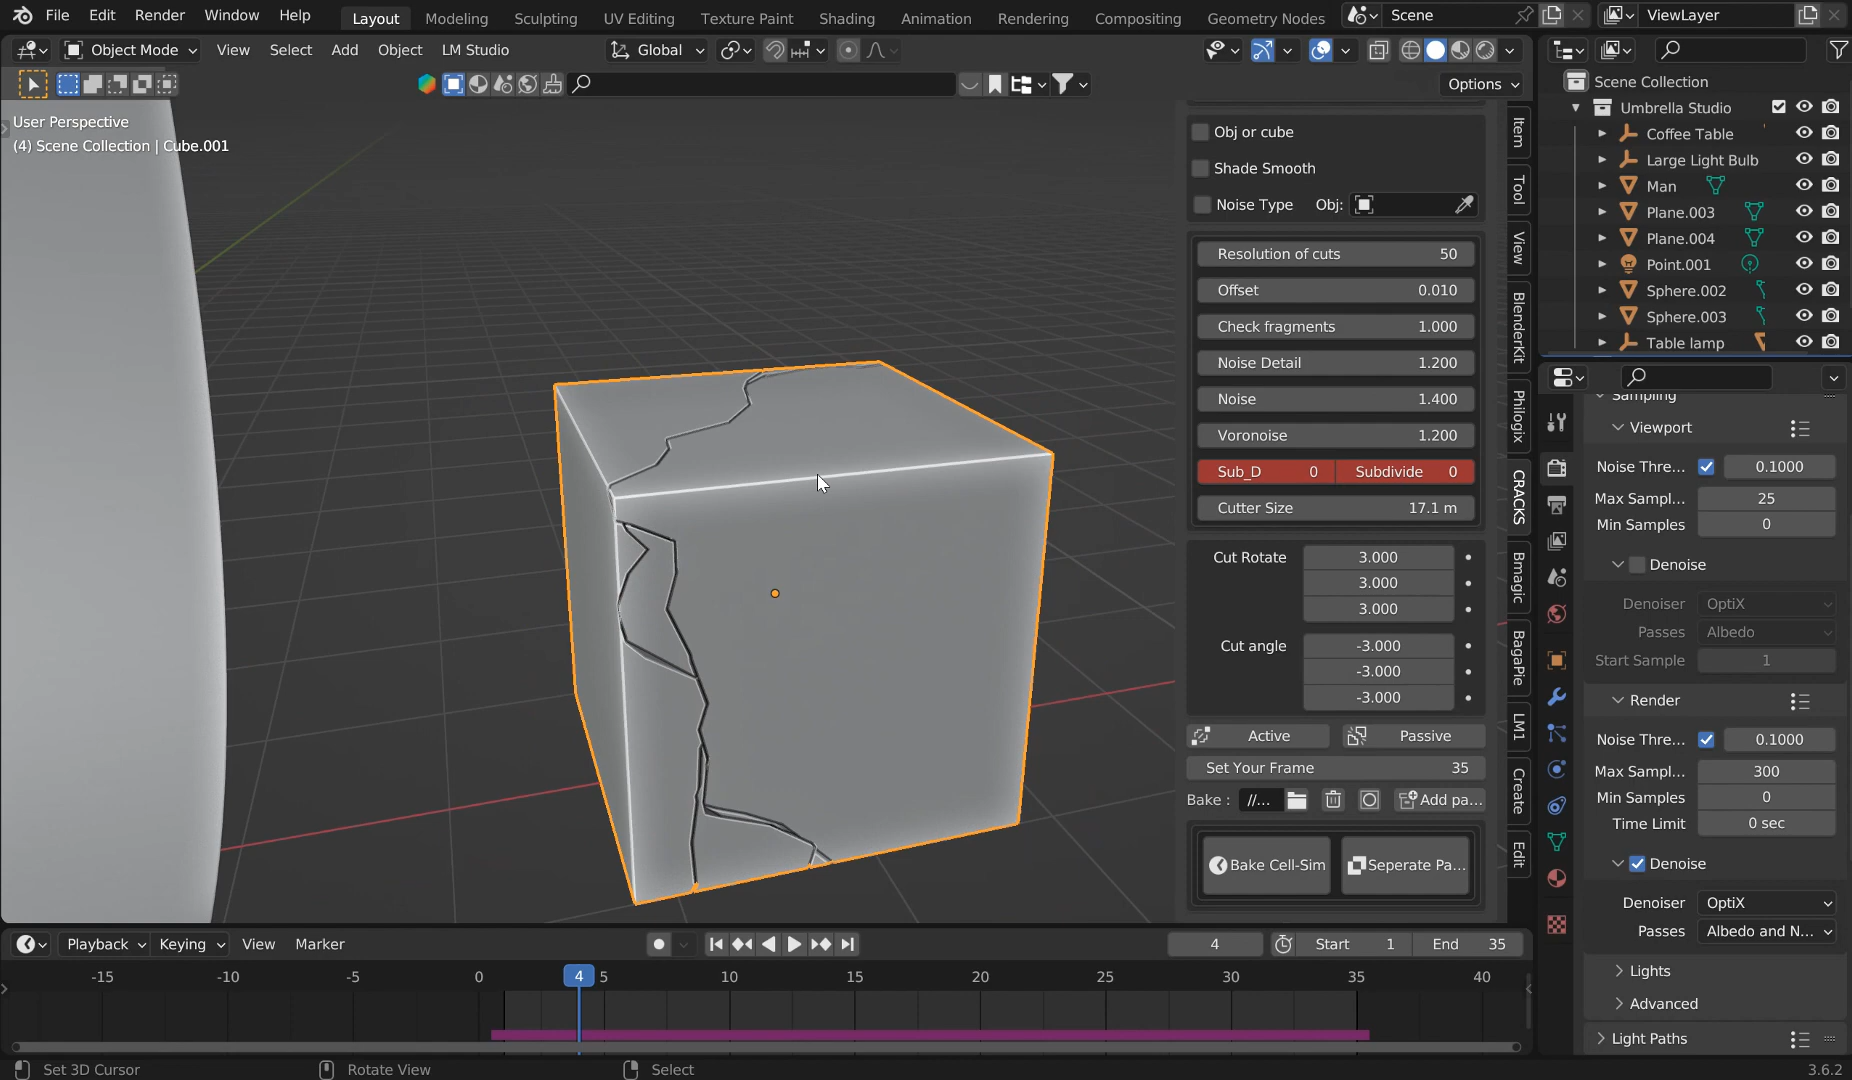 File Edit Render Window Help Layout Modeling Sculpting UV Editing Texture Paint Shading Animation Rendering Compositing Geometry Nodes Scene ViewLayer
Object Mode View Select Add Object LM Studio Global
Options
User Perspective
(4) Scene Collection | Cube.001
Obj or cube
Shade Smooth
Noise Type Obj:
Resolution of cuts 50
Offset 0.010
Check fragments 1.000
Noise Detail 1.200
Noise 1.400
Voronoise 1.200
Sub_D 0 Subdivide 0
Cutter Size 17.1 m
Cut Rotate 3.000
3.000
3.000
Cut angle -3.000
-3.000
-3.000
Active Passive
Set Your Frame 35
Bake : //... Add pa...
Bake Cell-Sim Seperate Pa...
Item
Tool
View
BlenderKit
Philogix
CRACKS
Bmagic
BagaPie
LM1
Create
Edit
Scene Collection
Umbrella Studio
Coffee Table
Large Light Bulb
Man
Plane.003
Plane.004
Point.001
Sphere.002
Sphere.003
Table lamp
Sampling
Viewport
Noise Thre... 0.1000
Max Sampl... 25
Min Samples 0
Denoise
Denoiser OptiX
Passes Albedo
Start Sample 1
Render
Noise Thre... 0.1000
Max Sampl... 300
Min Samples 0
Time Limit 0 sec
Denoise
Denoiser OptiX
Passes Albedo and N...
Lights
Advanced
Light Paths
Playback Keying View Marker 4 Start 1 End 35
-15 -10 -5 0 4 5 10 15 20 25 30 35 40
Set 3D Cursor Rotate View Select 3.6.2